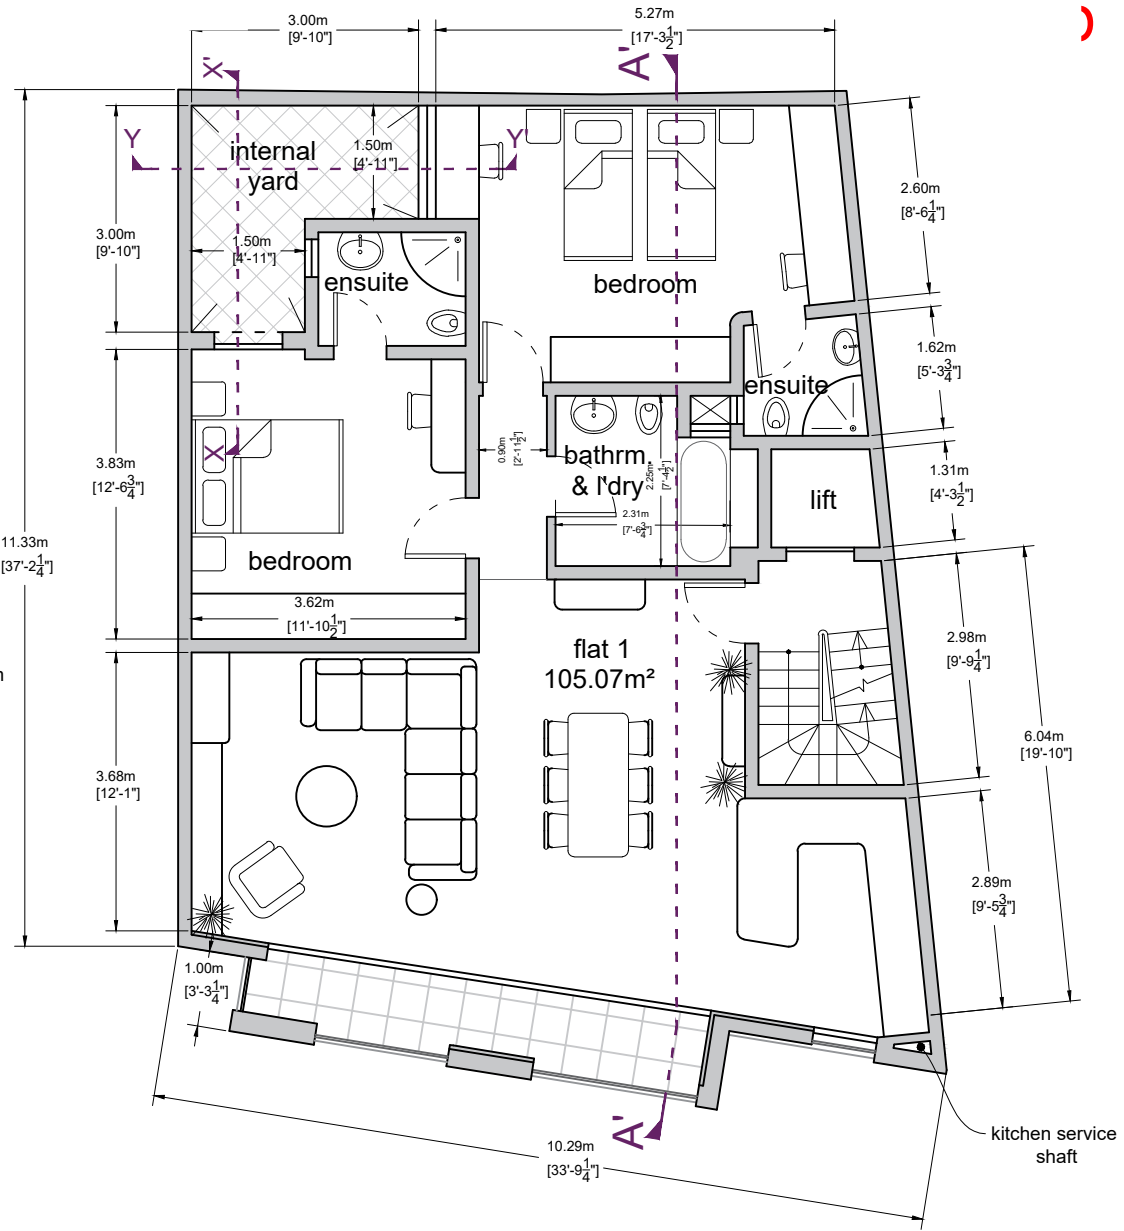 3.00m
[9'-10"]
5.27m
[17'-3½"]
X'
A'
Y
Y'
internal
yard
1.50m
[4'-11"]
2.60m
[8'-6¼"]
3.00m
[9'-10"]
1.50m
[4'-11"]
ensuite
bedroom
1.62m
[5'-3¾"]
ensuite
3.83m
[12'-6¾"]
X
0.90m
[2'-11½"]
bathrm.
& l'dry
2.25m
[7'-4½"]
2.31m
[7'-6¾"]
lift
1.31m
[4'-3½"]
11.33m
[37'-2¼"]
bedroom
3.62m
[11'-10½"]
flat 1
105.07m²
2.98m
[9'-9¼"]
6.04m
[19'-10"]
3.68m
[12'-1"]
2.89m
[9'-5¾"]
1.00m
[3'-3¼"]
A'
10.29m
[33'-9¼"]
kitchen service
shaft